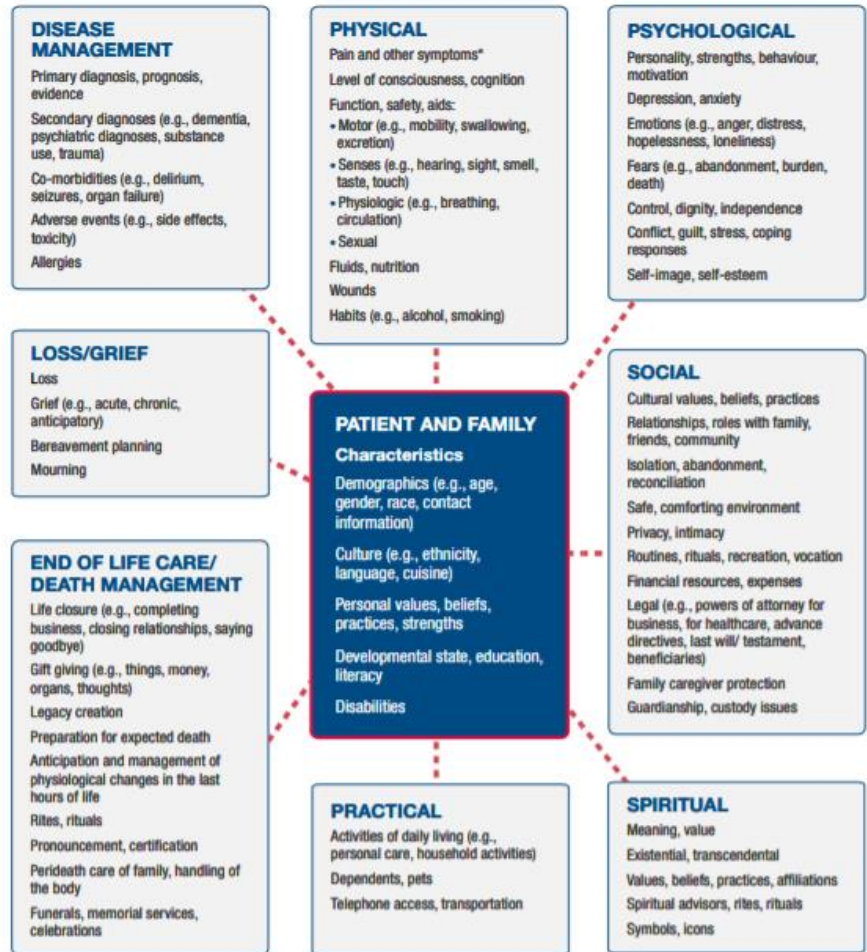 DISEASE
MANAGEMENT
Primary diagnosis, prognosis,
evidence
Secondary diagnoses (e.g., dementia,
psychiatric diagnoses, substance
use, trauma)
Co-morbidities (e.g., delirium,
seizures, organ failure)
Adverse events (e.g., side effects,
toxicity)
Allergies
PHYSICAL
Pain and other symptoms*
Level of consciousness, cognition
Function, safety, aids:
• Motor (e.g., mobility, swallowing,
excretion)
• Senses (e.g., hearing, sight, smell,
taste, touch)
• Physiologic (e.g., breathing,
circulation)
• Sexual
Fluids, nutrition
Wounds
Habits (e.g., alcohol, smoking)
PSYCHOLOGICAL
Personality, strengths, behaviour,
motivation
Depression, anxiety
Emotions (e.g., anger, distress,
hopelessness, loneliness)
Fears (e.g., abandonment, burden,
death)
Control, dignity, independence
Conflict, guilt, stress, coping
responses
Self-image, self-esteem
LOSS/GRIEF
Loss
Grief (e.g., acute, chronic,
anticipatory)
Bereavement planning
Mourning
PATIENT AND FAMILY
Characteristics
Demographics (e.g., age,
gender, race, contact
information)
Culture (e.g., ethnicity,
language, cuisine)
Personal values, beliefs,
practices, strengths
Developmental state, education,
literacy
Disabilities
SOCIAL
Cultural values, beliefs, practices
Relationships, roles with family,
friends, community
Isolation, abandonment,
reconciliation
Safe, comforting environment
Privacy, intimacy
Routines, rituals, recreation, vocation
Financial resources, expenses
Legal (e.g., powers of attorney for
business, for healthcare, advance
directives, last will/ testament,
beneficiaries)
Family caregiver protection
Guardianship, custody issues
END OF LIFE CARE/
DEATH MANAGEMENT
Life closure (e.g., completing
business, closing relationships, saying
goodbye)
Gift giving (e.g., things, money,
organs, thoughts)
Legacy creation
Preparation for expected death
Anticipation and management of
physiological changes in the last
hours of life
Rites, rituals
Pronouncement, certification
Perideath care of family, handling of
the body
Funerals, memorial services,
celebrations
PRACTICAL
Activities of daily living (e.g.,
personal care, household activities)
Dependents, pets
Telephone access, transportation
SPIRITUAL
Meaning, value
Existential, transcendental
Values, beliefs, practices, affiliations
Spiritual advisors, rites, rituals
Symbols, icons